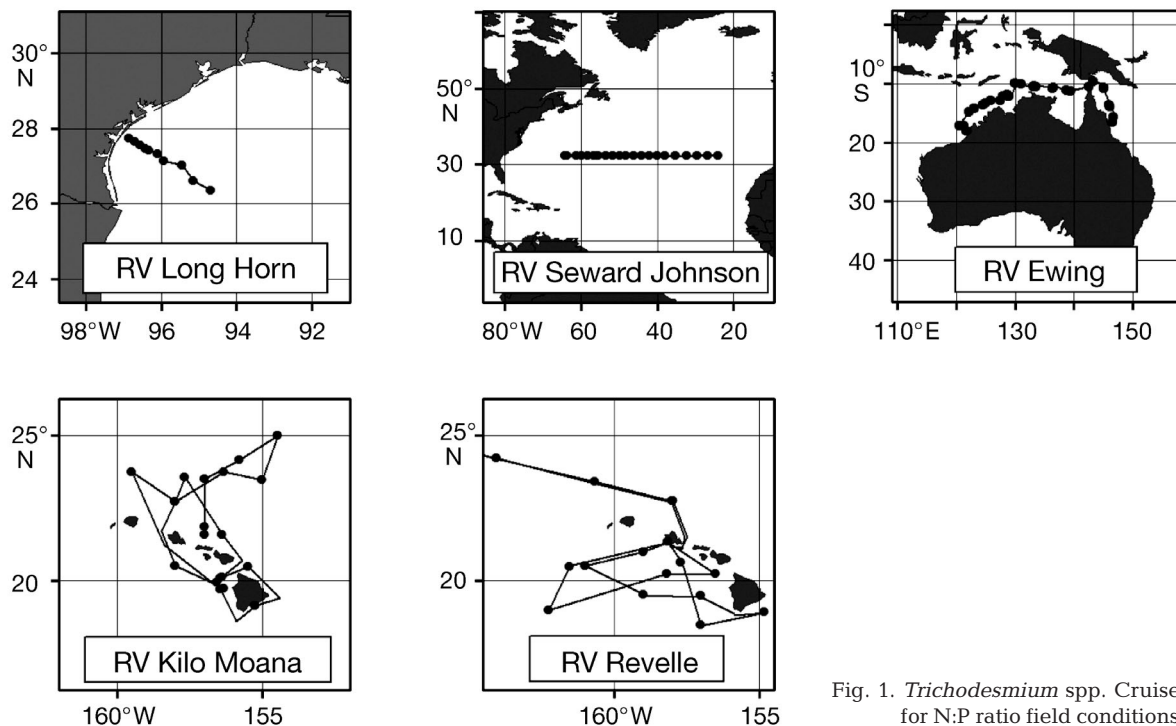 30°
N
28
26
24
98°W 96 94 92
RV Long Horn
50°
N
30
10
80°W 60 40 20
RV Seward Johnson
10°
S
20
30
40
110°E 130 150
RV Ewing
25°
N
20
160°W 155
RV Kilo Moana
25°
N
20
160°W 155
RV Revelle
Fig. 1. Trichodesmium spp. Cruise
for N:P ratio field conditions